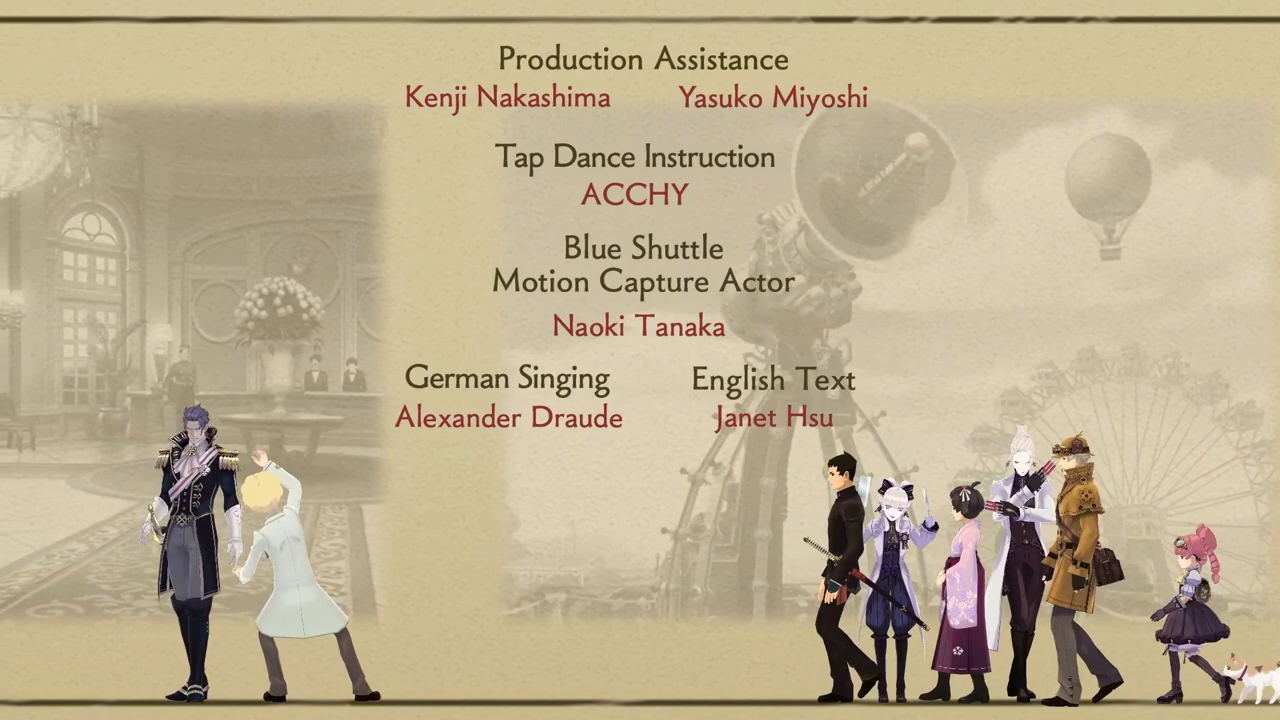 Production Assistance
Kenji Nakashima Yasuko Miyoshi
Tap Dance Instruction
ACCHY
Blue Shuttle
Motion Capture Actor
Naoki Tanaka
German Singing English Text
Alexander Draude Janet Hsu